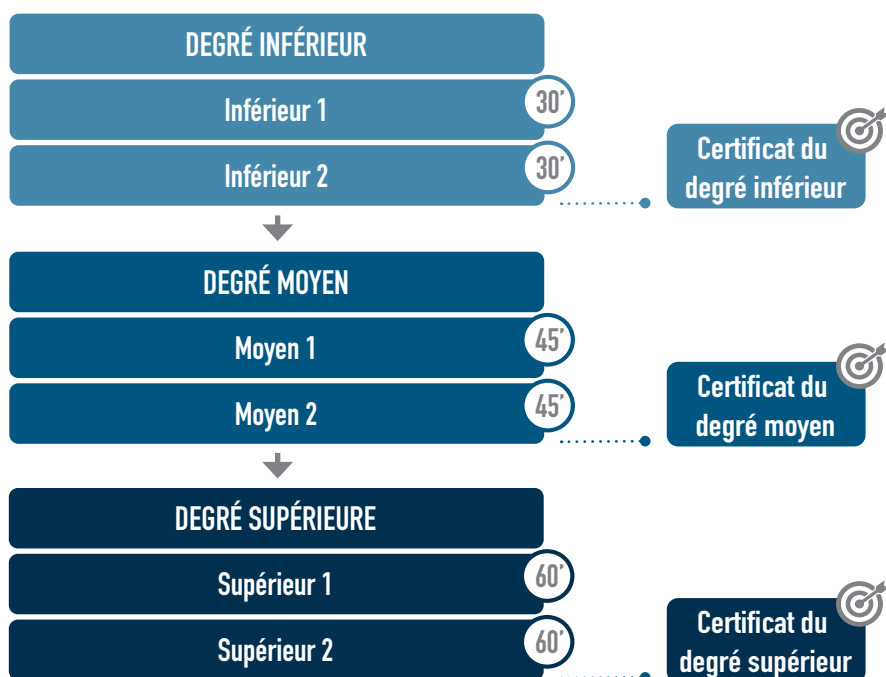 DEGRÉ INFÉRIEUR
Inférieur 1
30'
Inférieur 2
30'
Certificat du
degré inférieur
DEGRÉ MOYEN
Moyen 1
45'
Moyen 2
45'
Certificat du
degré moyen
DEGRÉ SUPÉRIEURE
Supérieur 1
60'
Supérieur 2
60'
Certificat du
degré supérieur